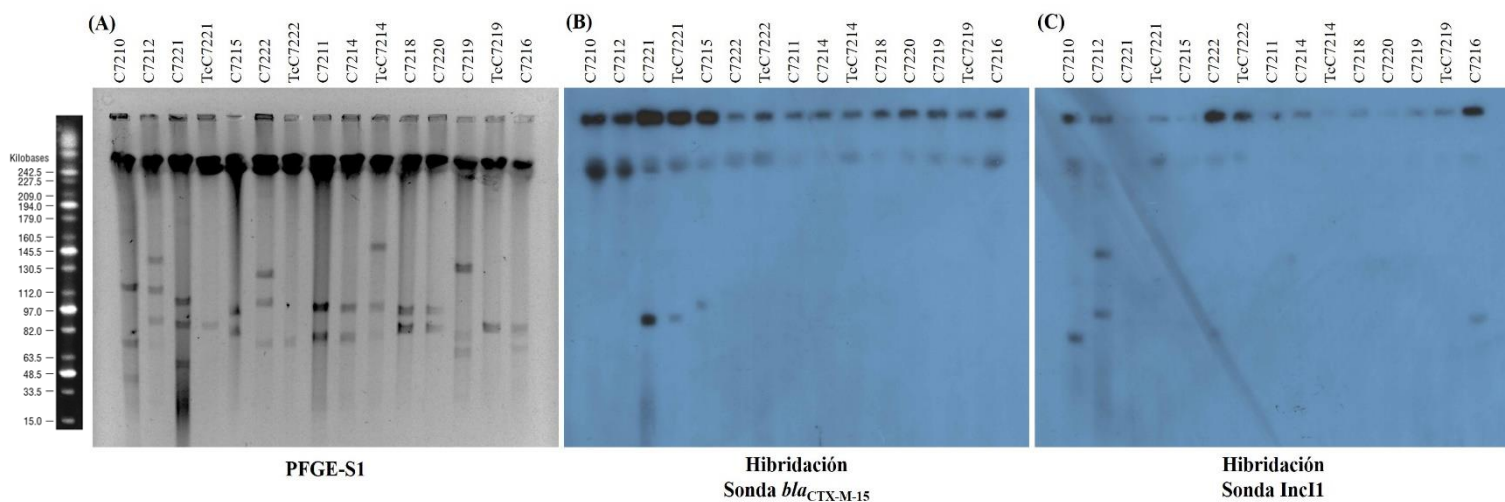 (A)
C7210
C7212
C7221
TcC7221
C7215
C7222
TcC7222
C7211
C7214
TcC7214
C7218
C7220
C7219
TcC7219
C7216
Kilobases
242.5
227.5
209.0
194.0
179.0
160.5
145.5
130.5
112.0
97.0
82.0
63.5
48.5
33.5
15.0
PFGE-S1
(B)
C7210
C7212
C7221
TcC7221
C7215
C7222
TcC7222
C7211
C7214
TcC7214
C7218
C7220
C7219
TcC7219
C7216
Hibridación
Sonda blaCTX-M-15
(C)
C7210
C7212
C7221
TcC7221
C7215
C7222
TcC7222
C7211
C7214
TcC7214
C7218
C7220
C7219
TcC7219
C7216
Hibridación
Sonda IncI1